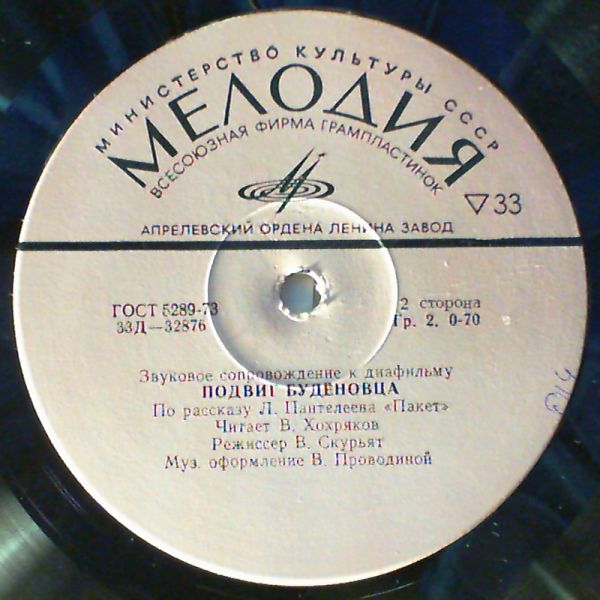 МИНИСТЕРСТВО КУЛЬТУРЫ СССР
МЕЛОДИЯ
ВСЕСОЮЗНАЯ ФИРМА ГРАМПЛАСТИНОК
▽33
АПРЕЛЕВСКИЙ ОРДЕНА ЛЕНИНА ЗАВОД
ГОСТ 5289-73
33Д—32876
2 сторона
Гр. 2. 0-70
Звуковое сопровождение к диафильму
ПОДВИГ БУДЕНОВЦА
По рассказу Л. Пантелеева «Пакет»
Читает В. Хохряков
Режиссер В. Скурьят
Муз. оформление В. Проводиной